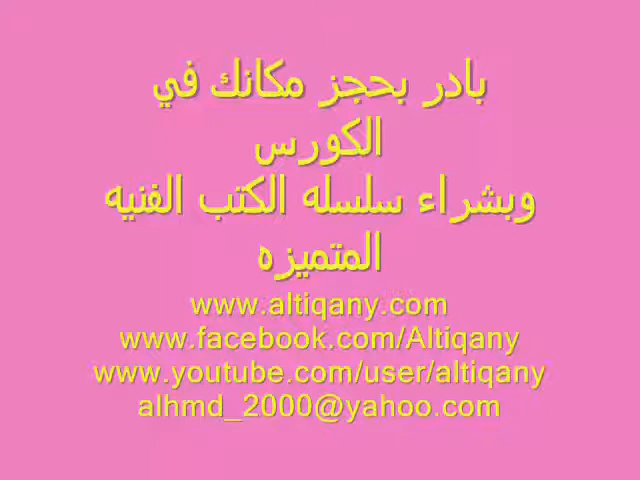 بادر بحجز مكانك في
الكورس
وبشراء سلسله الكتب الفنيه
المتميزه
www.altiqany.com
www.facebook.com/Altiqany
www.youtube.com/user/altiqany
alhmd_2000@yahoo.com